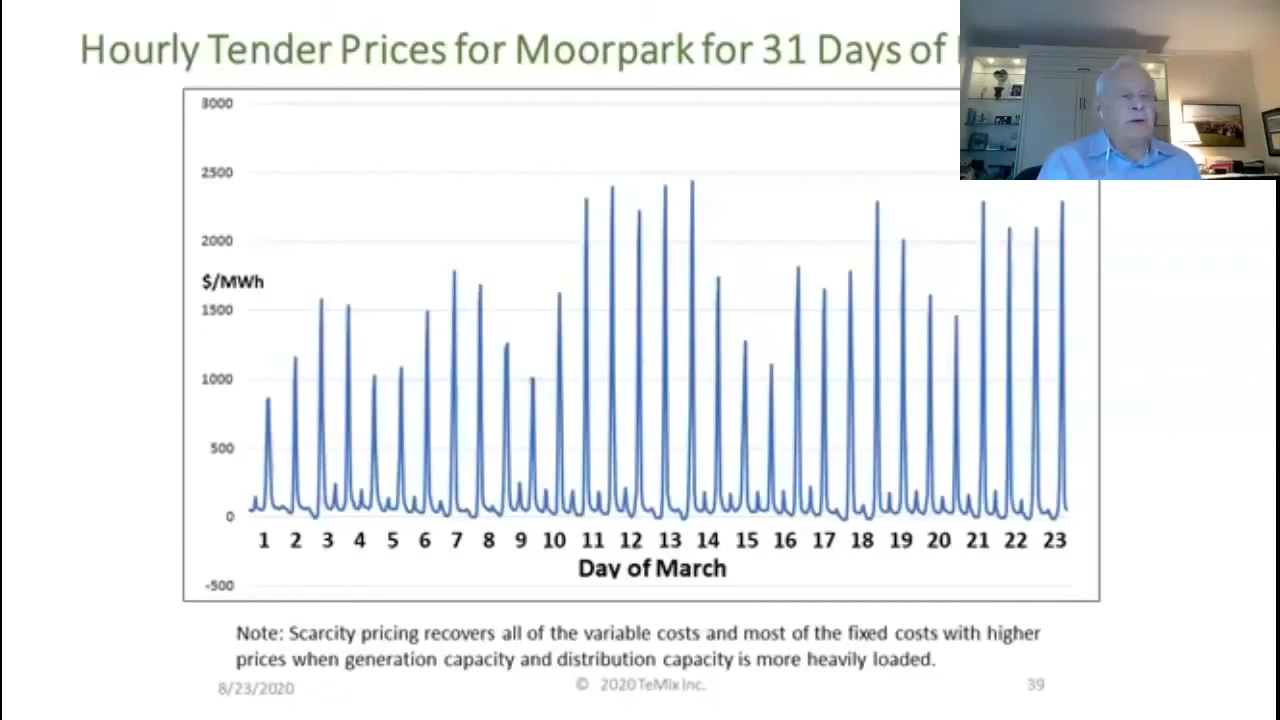 Hourly Tender Prices for Moorpark for 31 Days of
3000
2500
2000
$/MWh
1500
1000
500
0
1 2 3 4 5 6 7 8 9 10 11 12 13 14 15 16 17 18 19 20 21 22 23
Day of March
-500
Note: Scarcity pricing recovers all of the variable costs and most of the fixed costs with higher
prices when generation capacity and distribution capacity is more heavily loaded.
8/23/2020 © 2020 TeMix Inc. 39